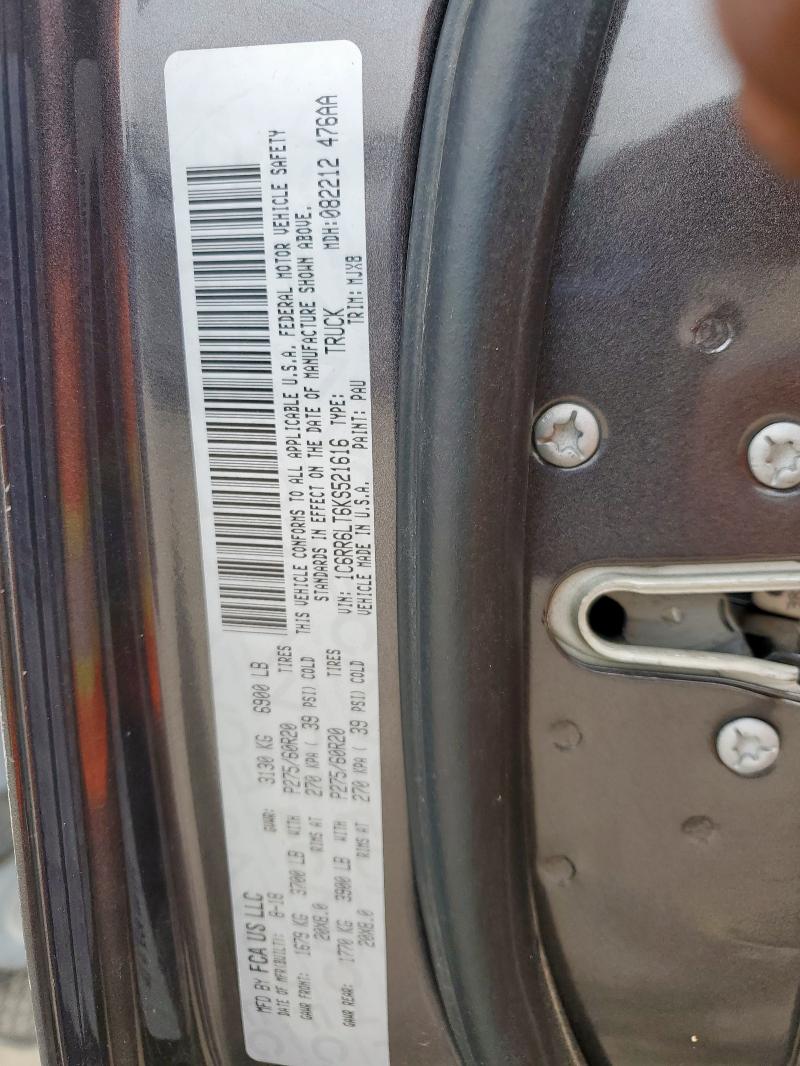 MFD BY FCA US LLC
DATE OF MFR(BUILT): 8-18 GVWR: 3130 KG 6900 LB
GAWR FRONT: 1679 KG 3700 LB WITH P275/60R20 TIRES
20X8.0 RIMS AT 270 KPA ( 39 PSI) COLD
GAWR REAR: 1770 KG 3900 LB WITH P275/60R20 TIRES
20X8.0 RIMS AT 270 KPA ( 39 PSI) COLD
THIS VEHICLE CONFORMS TO ALL APPLICABLE U.S.A. FEDERAL MOTOR VEHICLE SAFETY
STANDARDS IN EFFECT ON THE DATE OF MANUFACTURE SHOWN ABOVE.
VIN: 1C6RR6LT6KS521616 TYPE: TRUCK MDH:082212 476AA
VEHICLE MADE IN U.S.A. PAINT: PAU TRIM: MJX8